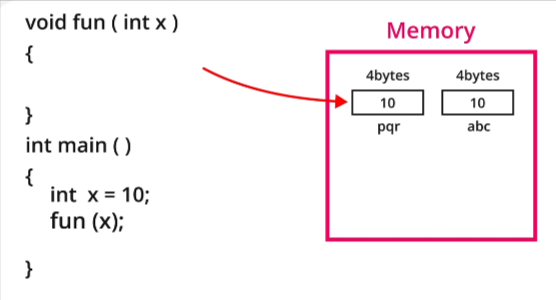 void fun ( int x )
{
}
int main ( )
{
int x = 10;
fun (x);
}
Memory
4bytes 4bytes
10 10
pqr abc